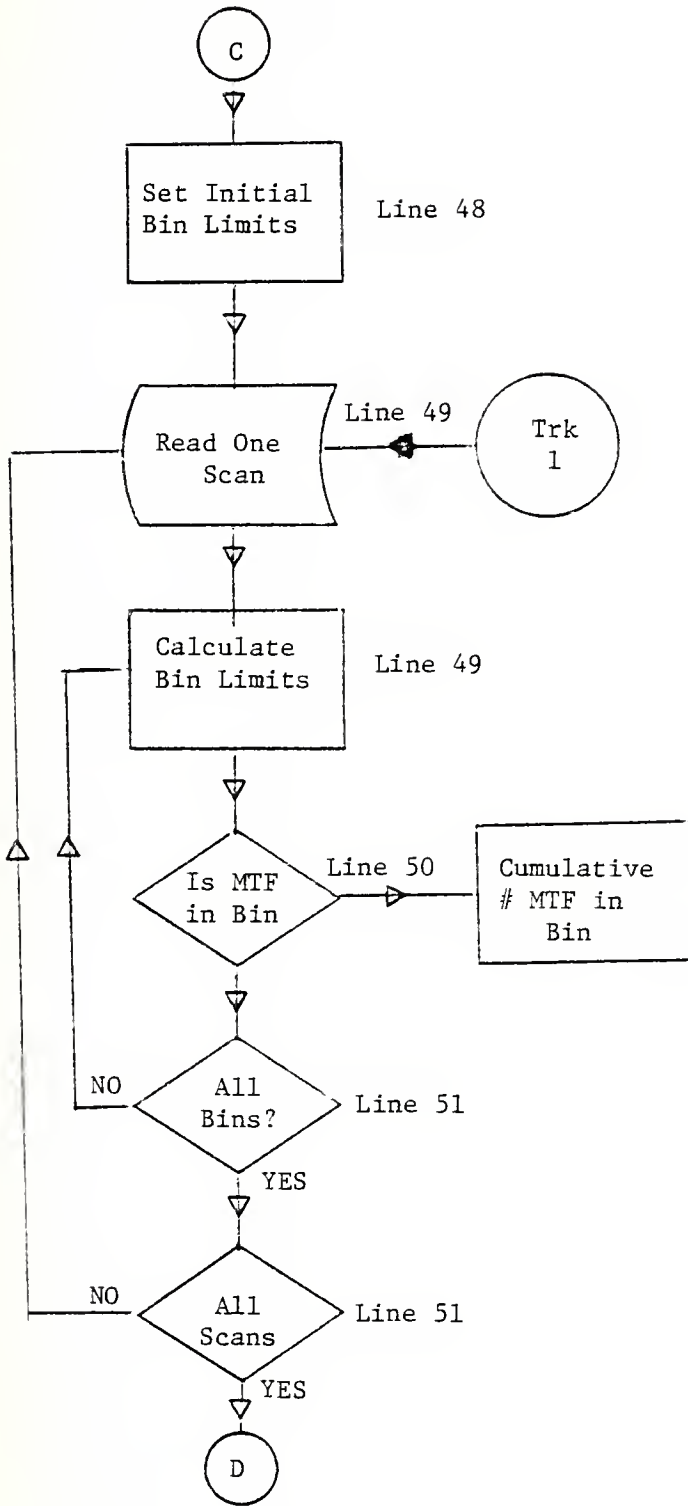 C
Set Initial
Bin Limits
Line 48
Line 49
Read One
Scan
Trk
1
Calculate
Bin Limits
Line 49
Is MTF
in Bin
Line 50
Cumulative
# MTF in
Bin
NO
All
Bins?
Line 51
YES
NO
All
Scans
Line 51
YES
D